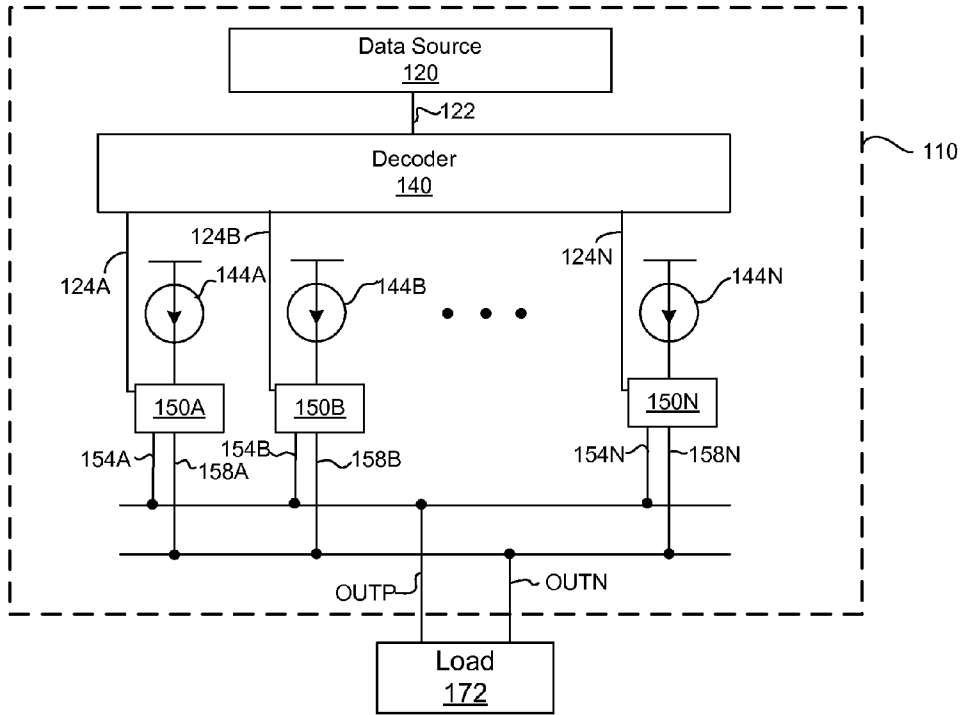 Data Source
120
122
Decoder
140
110
124A
144A
124B
144B
124N
144N
150A
150B
150N
154A
158A
154B
158B
154N
158N
OUTP
OUTN
Load
172